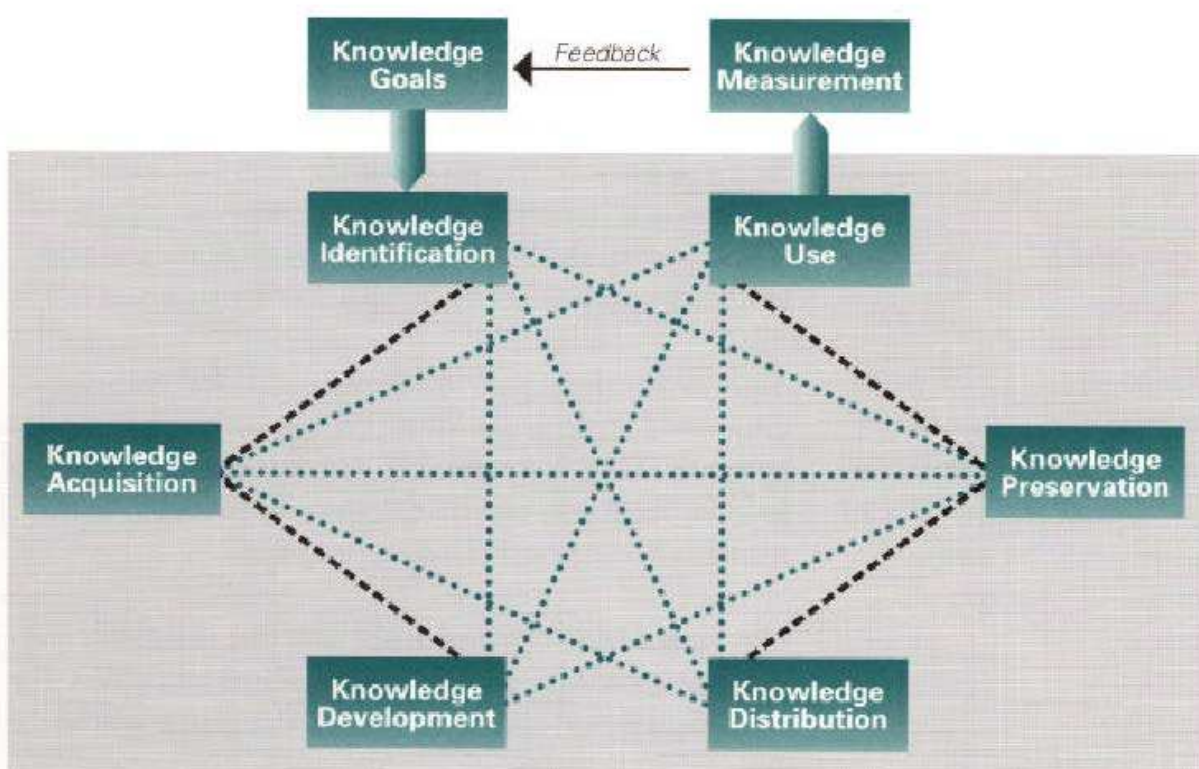 Knowledge
Goals
Feedback
Knowledge
Measurement
Knowledge
Identification
Knowledge
Use
Knowledge
Acquisition
Knowledge
Preservation
Knowledge
Development
Knowledge
Distribution